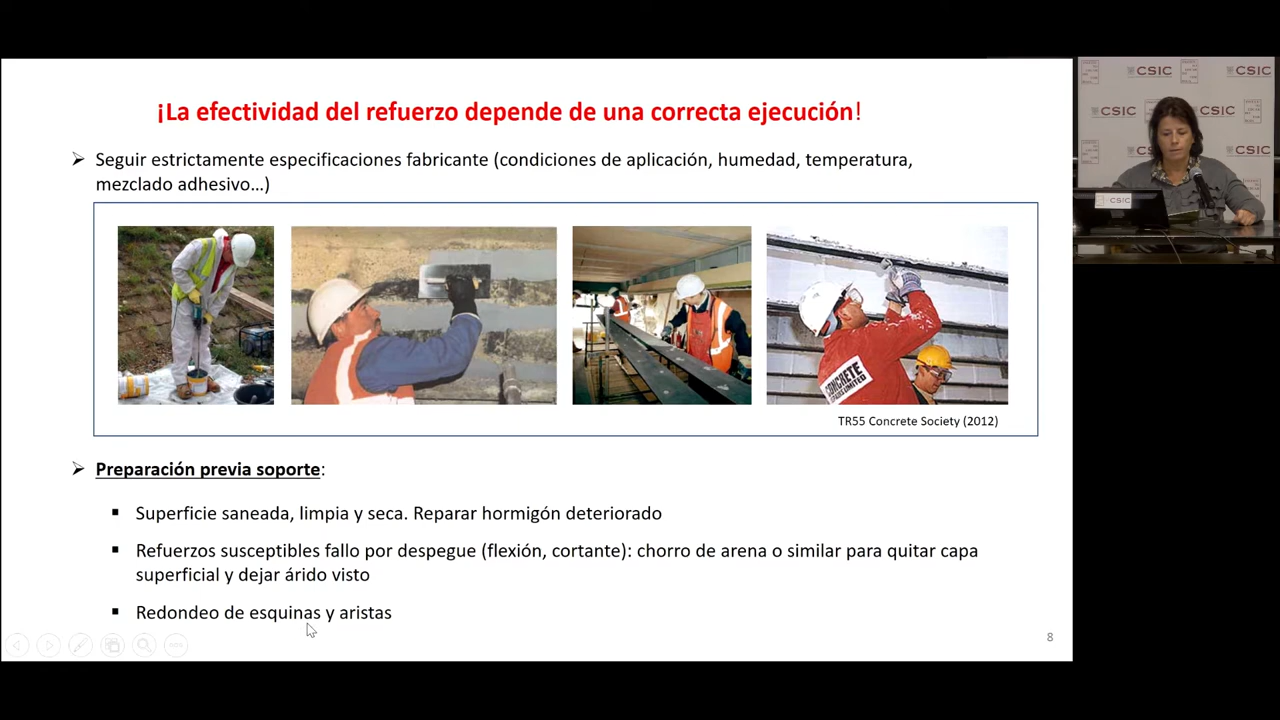 ¡La efectividad del refuerzo depende de una correcta ejecución!
➢ Seguir estrictamente especificaciones fabricante (condiciones de aplicación, humedad, temperatura,
mezclado adhesivo…)
CONCRETE
LIMITED
TR55 Concrete Society (2012)
➢ Preparación previa soporte:
▪ Superficie saneada, limpia y seca. Reparar hormigón deteriorado
▪ Refuerzos susceptibles fallo por despegue (flexión, cortante): chorro de arena o similar para quitar capa
superficial y dejar árido visto
▪ Redondeo de esquinas y aristas
8
CSIC
CSIC
CSIC
CSIC
CSIC
CSIC